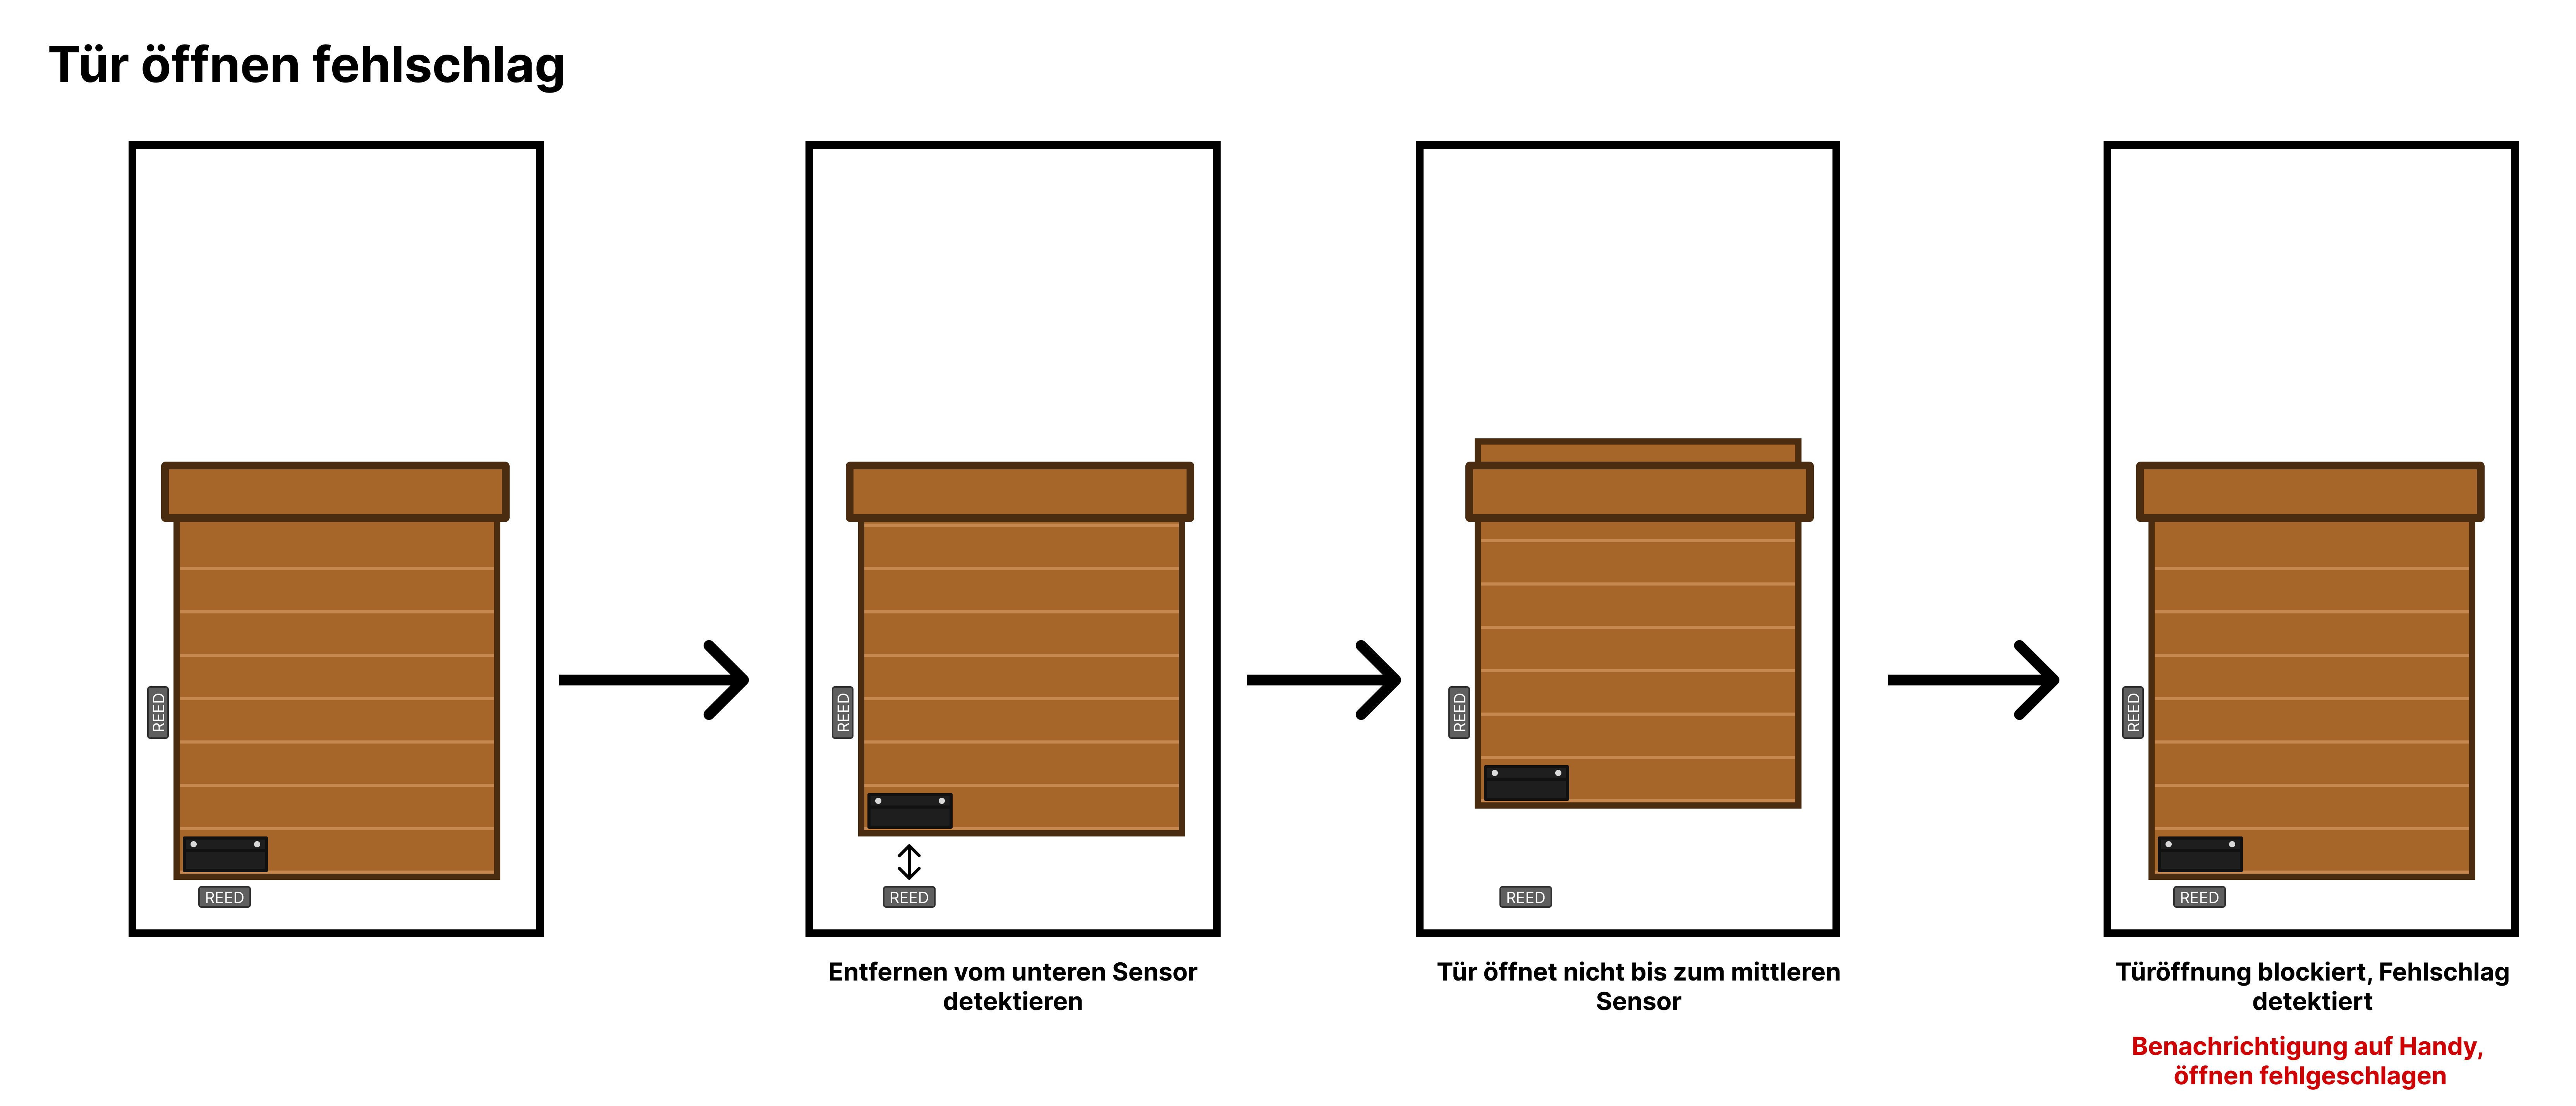 Tür öffnen fehlschlag
REED
REED
REED
REED
REED
REED
REED
REED
Entfernen vom unteren Sensor
detektieren
Tür öffnet nicht bis zum mittleren
Sensor
Türöffnung blockiert, Fehlschlag
detektiert
Benachrichtigung auf Handy,
öffnen fehlgeschlagen